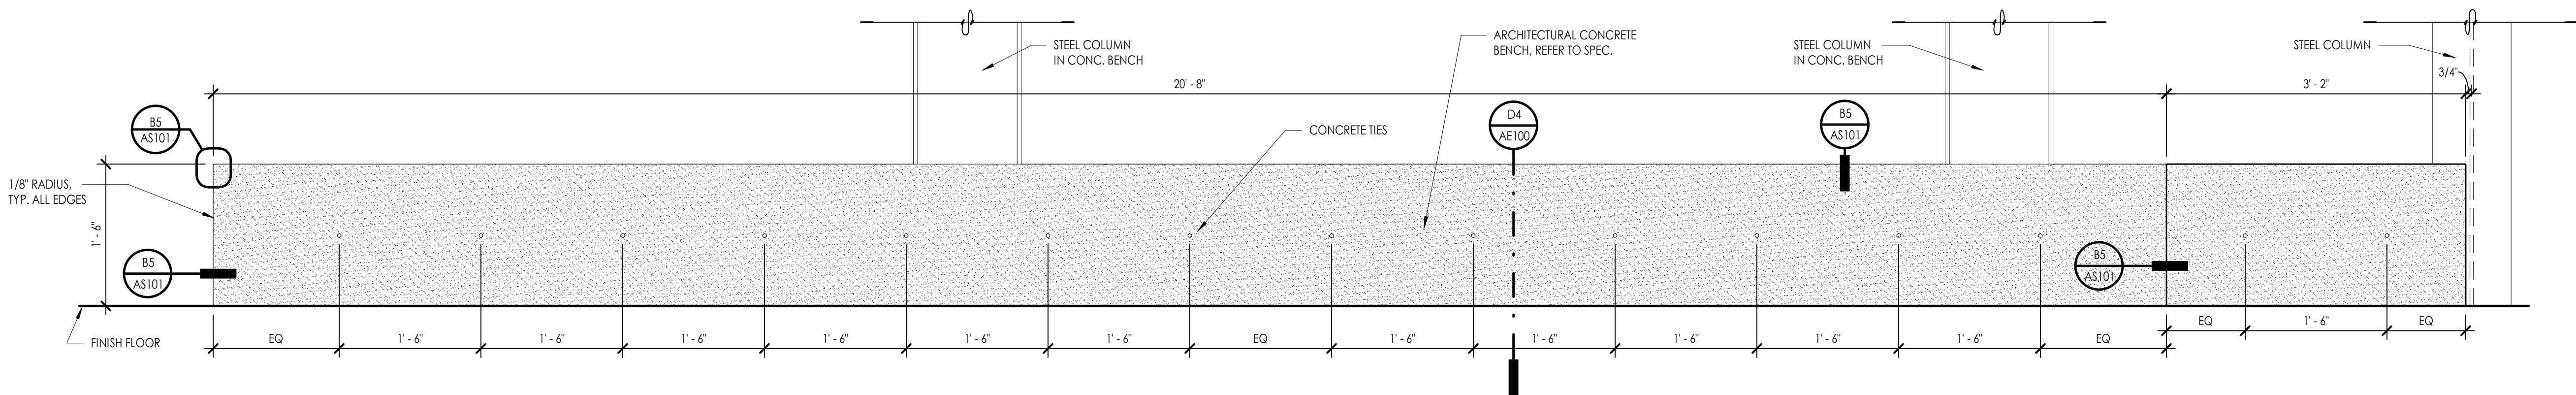 STEEL COLUMN
IN CONC. BENCH
ARCHITECTURAL CONCRETE
BENCH, REFER TO SPEC.
STEEL COLUMN
IN CONC. BENCH
STEEL COLUMN
3/4"
20' - 8"
3' - 2"
B5
AS101
CONCRETE TIES
D4
AE100
B5
AS101
1/8" RADIUS,
TYP. ALL EDGES
1' - 6"
B5
AS101
B5
AS101
FINISH FLOOR
EQ
1' - 6"
1' - 6"
1' - 6"
1' - 6"
1' - 6"
1' - 6"
EQ
1' - 6"
1' - 6"
1' - 6"
1' - 6"
1' - 6"
EQ
EQ
1' - 6"
EQ